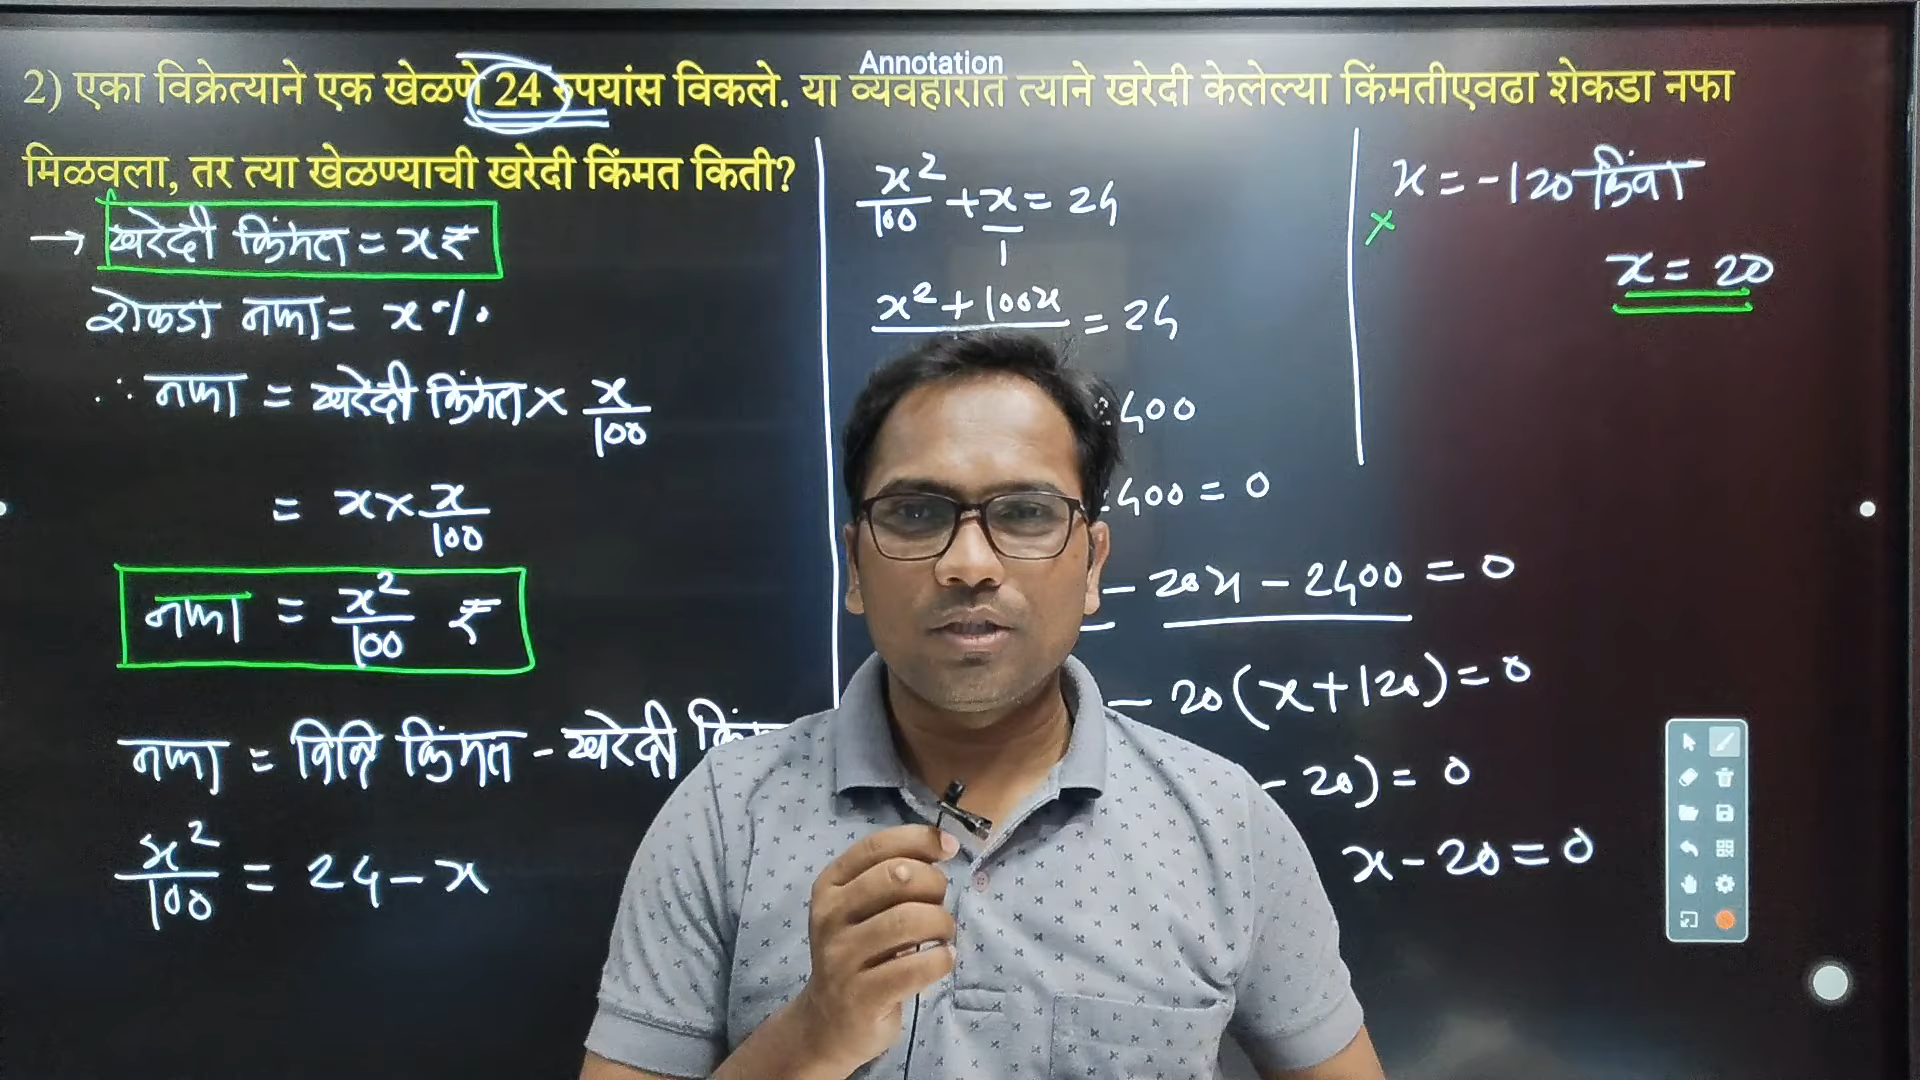 Annotation
2) एका विक्रेत्याने एक खेळणे 24 रुपयांस विकले. या व्यवहारात त्याने खरेदी केलेल्या किंमतीएवढा शेकडा नफा
मिळवला, तर त्या खेळण्याची खरेदी किंमत किती?
→ खरेदी किंमत = x ₹
शेकडा नफा = x %
∴ नफा = खरेदी किंमत × x/100
= x × x/100
नफा = x²/100 ₹
नफा = विक्री किंमत - खरेदी
x²/100 = 24 - x
x²/100 + x/1 = 24
x² + 100x = 24
2400
2400 = 0
- 20x - 2400 = 0
- 20(x + 120) = 0
- 20) = 0
x - 20 = 0
x = -120 किंवा
×
x = 20